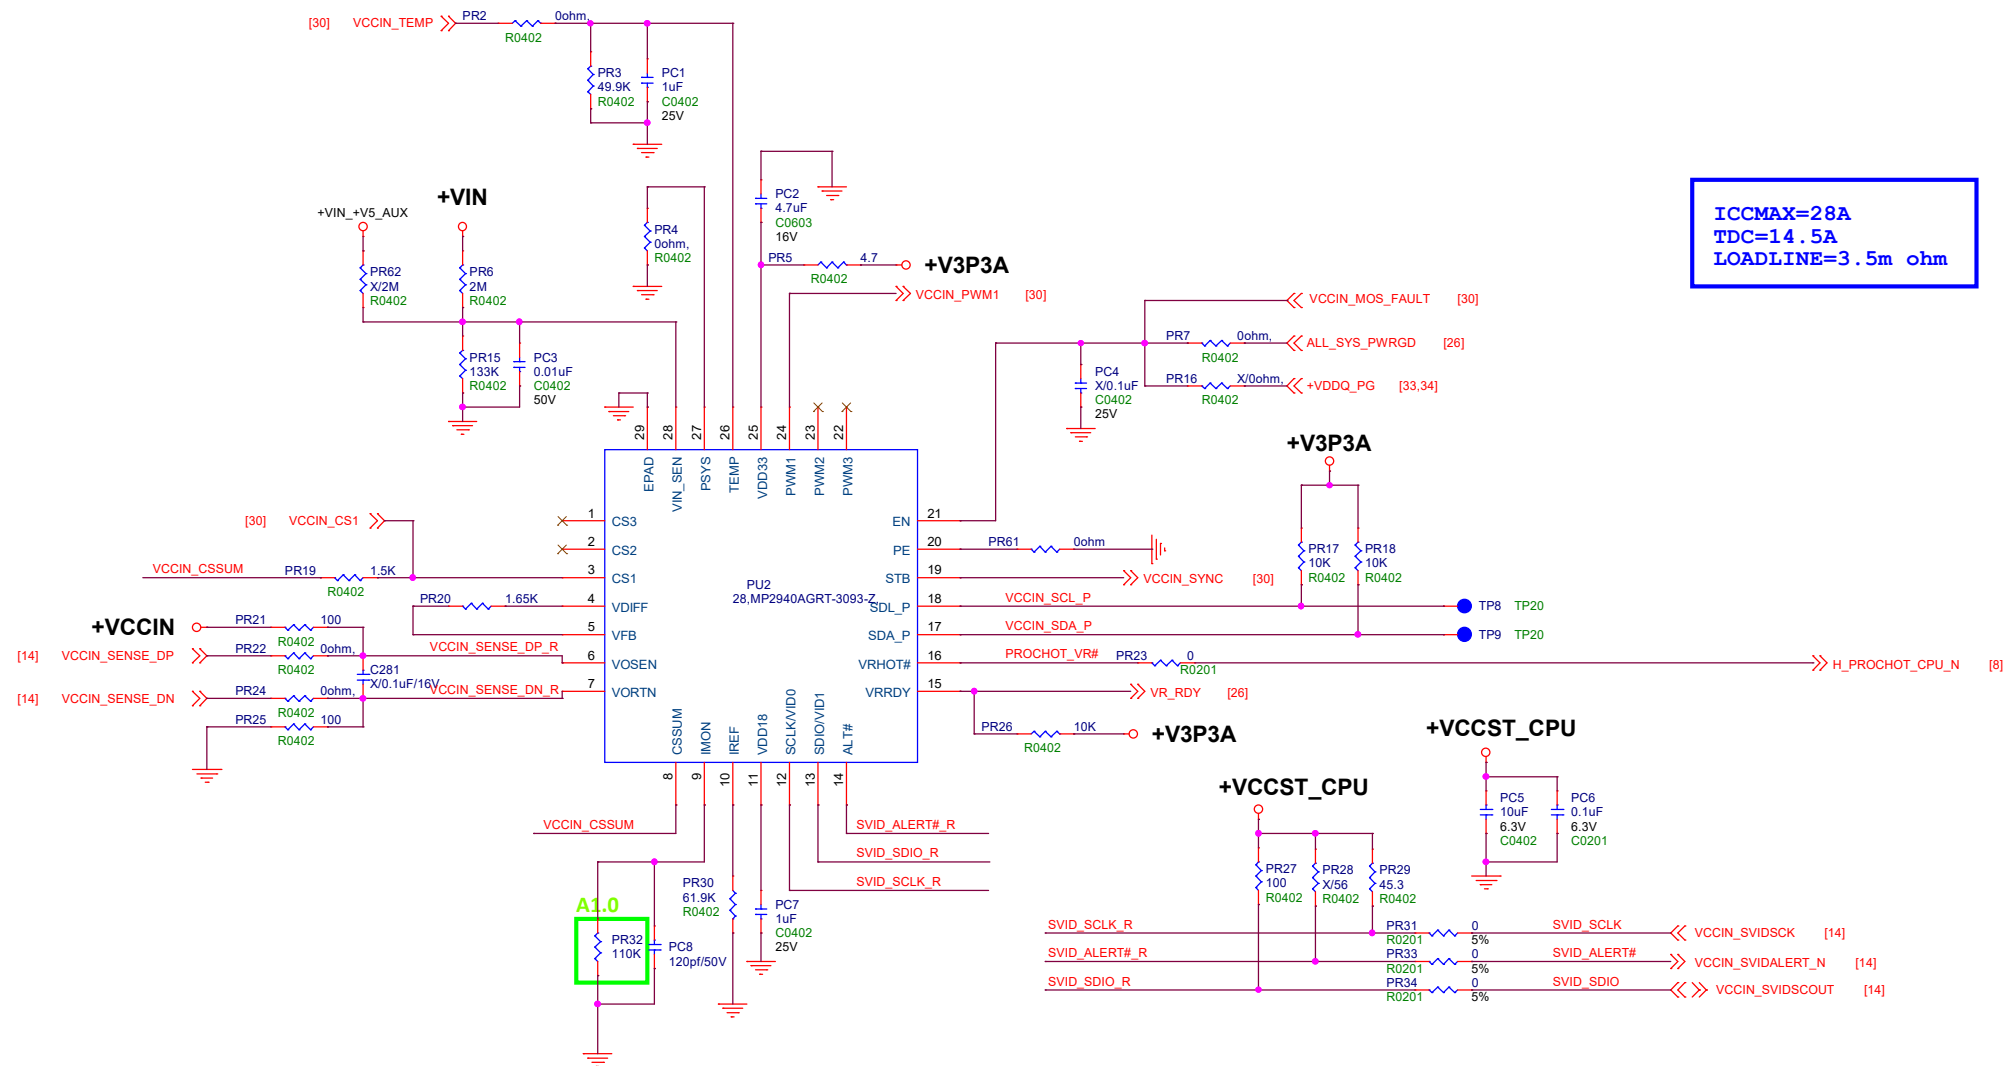 [30] VCCIN_TEMP PR2 0ohm,
R0402
PR3
49.9K
R0402
PC1
1uF
C0402
25V
+VIN_+V5_AUX
+VIN
PR62
X/2M
R0402
PR6
2M
R0402
PR15
133K
R0402
PC3
0.01uF
C0402
50V
PR4
0ohm,
R0402
PC2
4.7uF
C0603
16V
PR5 4.7
R0402
+V3P3A
VCCIN_PWM1 [30]
ICCMAX=28A
TDC=14.5A
LOADLINE=3.5m ohm
VCCIN_MOS_FAULT [30]
PR7 0ohm, ALL_SYS_PWRGD [26]
R0402
PR16 X/0ohm, +VDDQ_PG [33,34]
R0402
PC4
X/0.1uF
C0402
25V
29 28 27 26 25 24 23 22
EPAD VIN_SEN PSYS TEMP VDD33 PWM1 PWM2 PWM3
[30] VCCIN_CS1
VCCIN_CSSUM PR19 1.5K
R0402
PR20 1.65K
+VCCIN PR21 100
R0402
[14] VCCIN_SENSE_DP PR22 0ohm,
R0402
VCCIN_SENSE_DP_R
C281
X/0.1uF/16V
[14] VCCIN_SENSE_DN PR24 0ohm,
R0402
VCCIN_SENSE_DN_R
PR25 100
R0402
1 CS3
2 CS2
3 CS1
4 VDIFF
5 VFB
6 VOSEN
7 VORTN
PU2
28,MP2940AGRT-3093-Z,
EN 21
PE 20
STB 19
SDL_P 18
SDA_P 17
VRHOT# 16
VRRDY 15
CSSUM IMON IREF VDD18 SCLK/VID0 SDIO/VID1 ALT#
8 9 10 11 12 13 14
PR61 0ohm
VCCIN_SYNC [30]
+V3P3A
PR17
10K
R0402
PR18
10K
R0402
VCCIN_SCL_P
TP8 TP20
VCCIN_SDA_P
TP9 TP20
PROCHOT_VR# PR23 0
R0201
H_PROCHOT_CPU_N [8]
VR_RDY [26]
PR26 10K
R0402
+V3P3A
VCCIN_CSSUM
SVID_ALERT#_R
SVID_SDIO_R
SVID_SCLK_R
A1.0
PR32
110K
PC8
120pf/50V
PR30
61.9K
R0402
PC7
1uF
C0402
25V
+VCCST_CPU
PC5
10uF
6.3V
C0402
PC6
0.1uF
6.3V
C0201
+VCCST_CPU
PR27
100
R0402
PR28
X/56
R0402
PR29
45.3
R0402
SVID_SCLK_R PR31 0 SVID_SCLK VCCIN_SVIDSCK [14]
R0201 5%
SVID_ALERT#_R PR33 0 SVID_ALERT# VCCIN_SVIDALERT_N [14]
R0201 5%
SVID_SDIO_R PR34 0 SVID_SDIO VCCIN_SVIDSCOUT [14]
R0201 5%